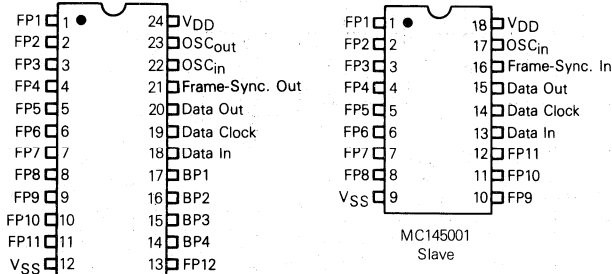 FP1 1 24 VDD
FP2 2 23 OSCout
FP3 3 22 OSCin
FP4 4 21 Frame-Sync. Out
FP5 5 20 Data Out
FP6 6 19 Data Clock
FP7 7 18 Data In
FP8 8 17 BP1
FP9 9 16 BP2
FP10 10 15 BP3
FP11 11 14 BP4
VSS 12 13 FP12
FP1 1 18 VDD
FP2 2 17 OSCin
FP3 3 16 Frame-Sync. In
FP4 4 15 Data Out
FP5 5 14 Data Clock
FP6 6 13 Data In
FP7 7 12 FP11
FP8 8 11 FP10
VSS 9 10 FP9
MC145001
Slave